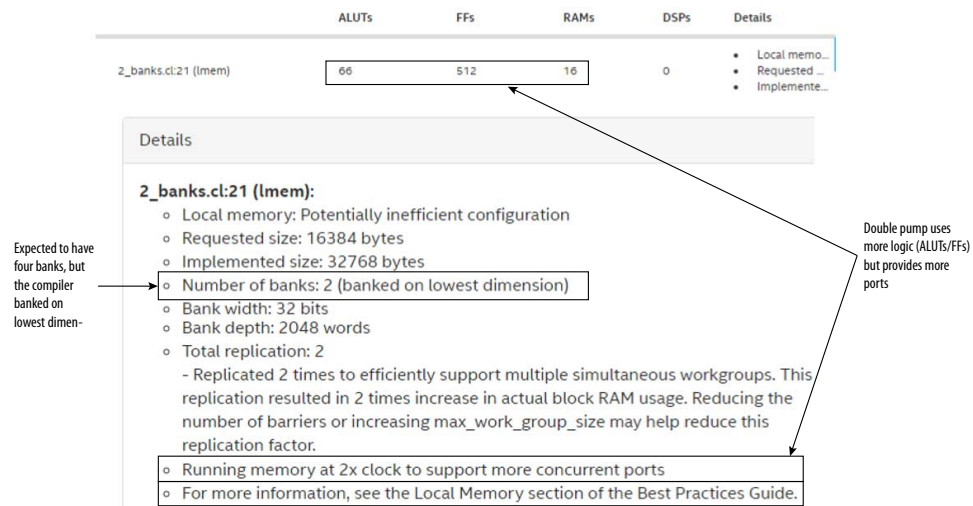 ALUTs FFs RAMs DSPs Details
2_banks.cl:21 (lmem) 66 512 16 0
• Local memo...
• Requested ...
• Implemente...
Details
2_banks.cl:21 (lmem):
◦ Local memory: Potentially inefficient configuration
◦ Requested size: 16384 bytes
◦ Implemented size: 32768 bytes
◦ Number of banks: 2 (banked on lowest dimension)
◦ Bank width: 32 bits
◦ Bank depth: 2048 words
◦ Total replication: 2
- Replicated 2 times to efficiently support multiple simultaneous workgroups. This
replication resulted in 2 times increase in actual block RAM usage. Reducing the
number of barriers or increasing max_work_group_size may help reduce this
replication factor.
◦ Running memory at 2x clock to support more concurrent ports
◦ For more information, see the Local Memory section of the Best Practices Guide.
Expected to have
four banks, but
the compiler
banked on
lowest dimen-
Double pump uses
more logic (ALUTs/FFs)
but provides more
ports